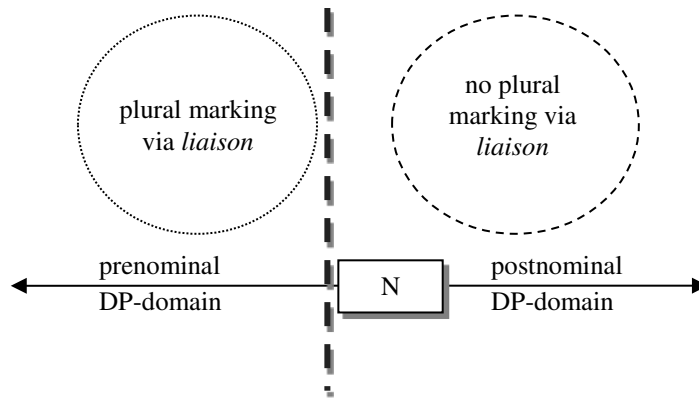 plural marking
via liaison
no plural
marking via
liaison
prenominal
DP-domain
N
postnominal
DP-domain